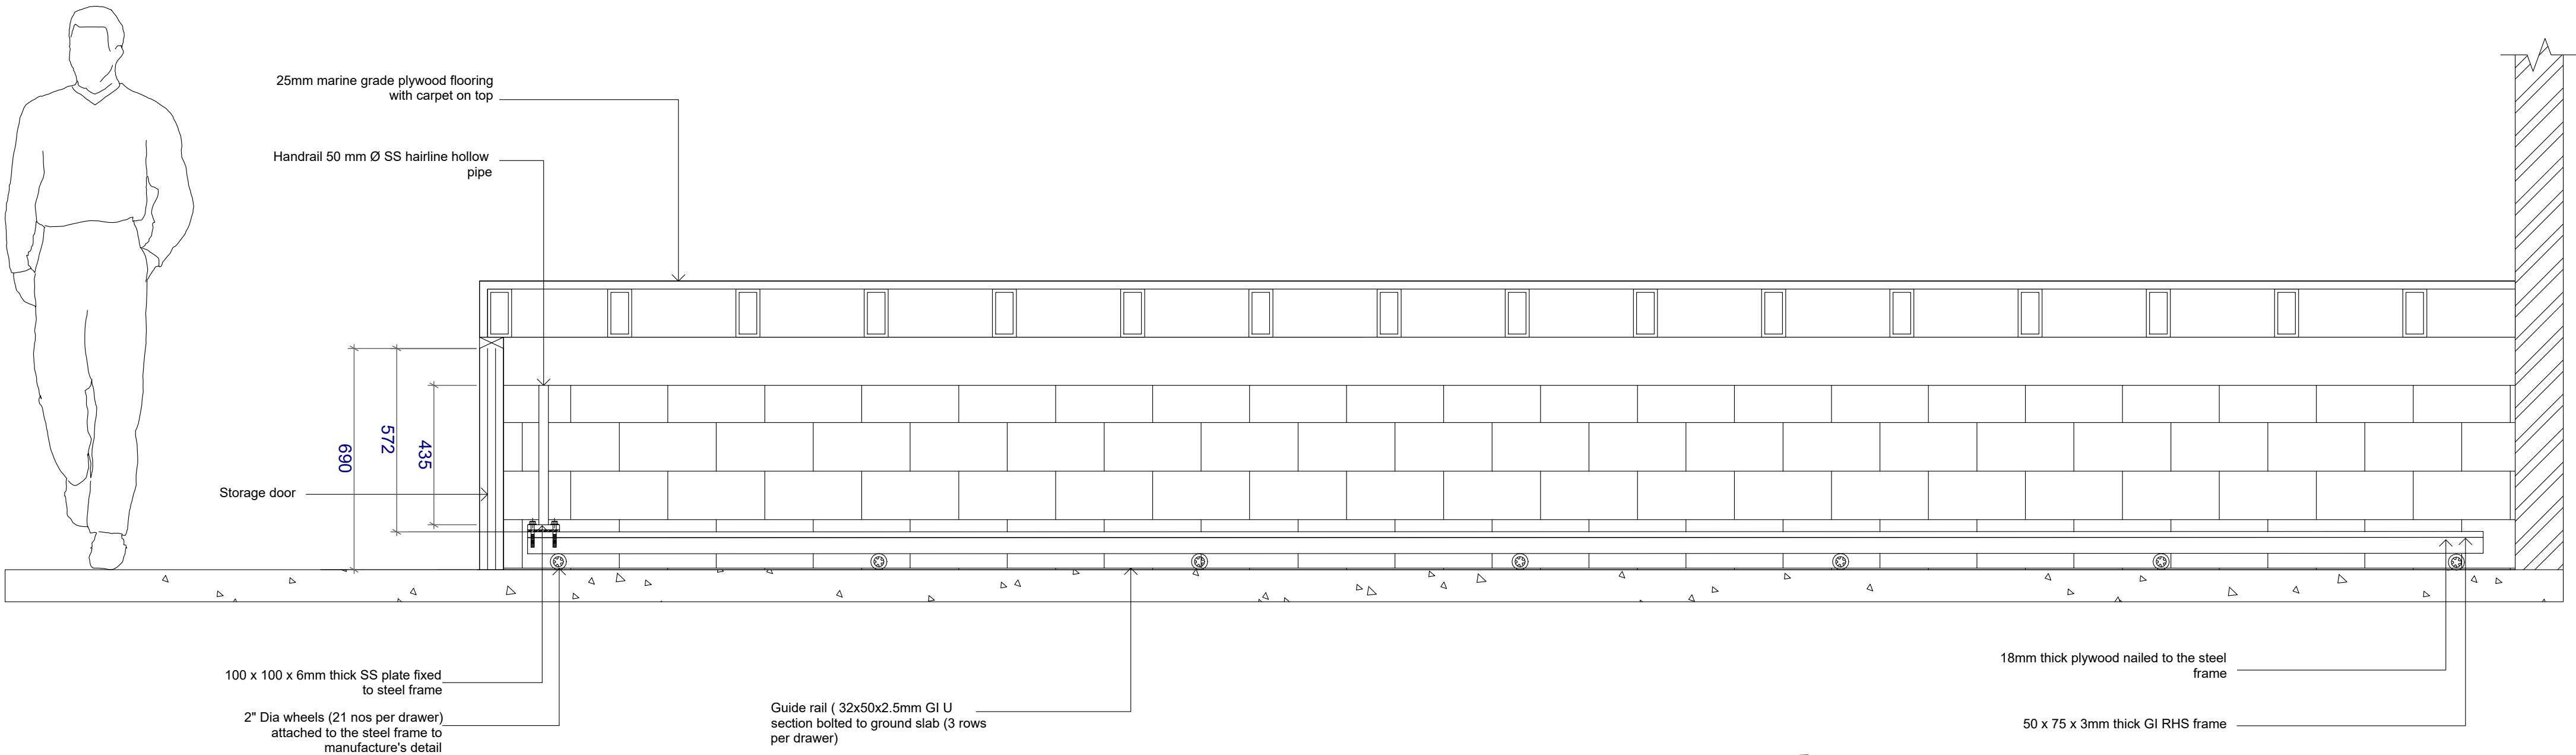 25mm marine grade plywood flooring
with carpet on top
Handrail 50 mm Ø SS hairline hollow
pipe
690
572
435
Storage door
100 x 100 x 6mm thick SS plate fixed
to steel frame
2" Dia wheels (21 nos per drawer)
attached to the steel frame to
manufacture's detail
Guide rail ( 32x50x2.5mm GI U
section bolted to ground slab (3 rows
per drawer)
18mm thick plywood nailed to the steel
frame
50 x 75 x 3mm thick GI RHS frame